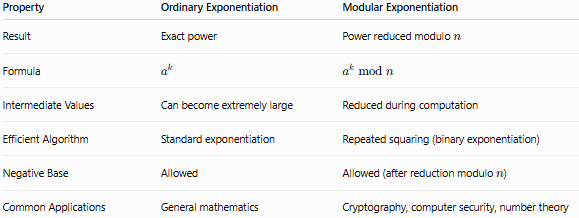 Property Ordinary Exponentiation Modular Exponentiation
Result Exact power Power reduced modulo n
Formula a^k a^k mod n
Intermediate Values Can become extremely large Reduced during computation
Efficient Algorithm Standard exponentiation Repeated squaring (binary exponentiation)
Negative Base Allowed Allowed (after reduction modulo n)
Common Applications General mathematics Cryptography, computer security, number theory